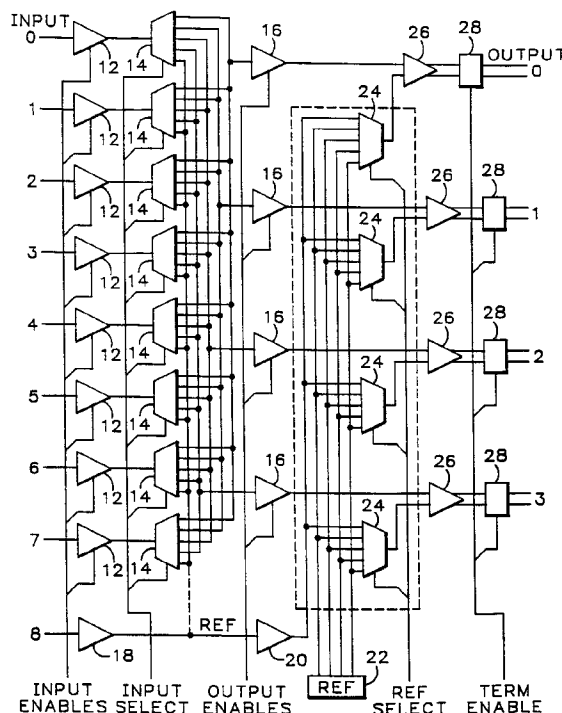 INPUT
0 12 14 16 26 28 OUTPUT 0
24
1 12 14
2 12 14 16 26 28 1
3 12 14 24
4 12 14 16 26 28 2
5 12 14 24
6 12 14 16 26 28 3
7 12 14 24
8 18 REF 20 REF 22
INPUT ENABLES
INPUT SELECT
OUTPUT ENABLES
REF SELECT
TERM ENABLE